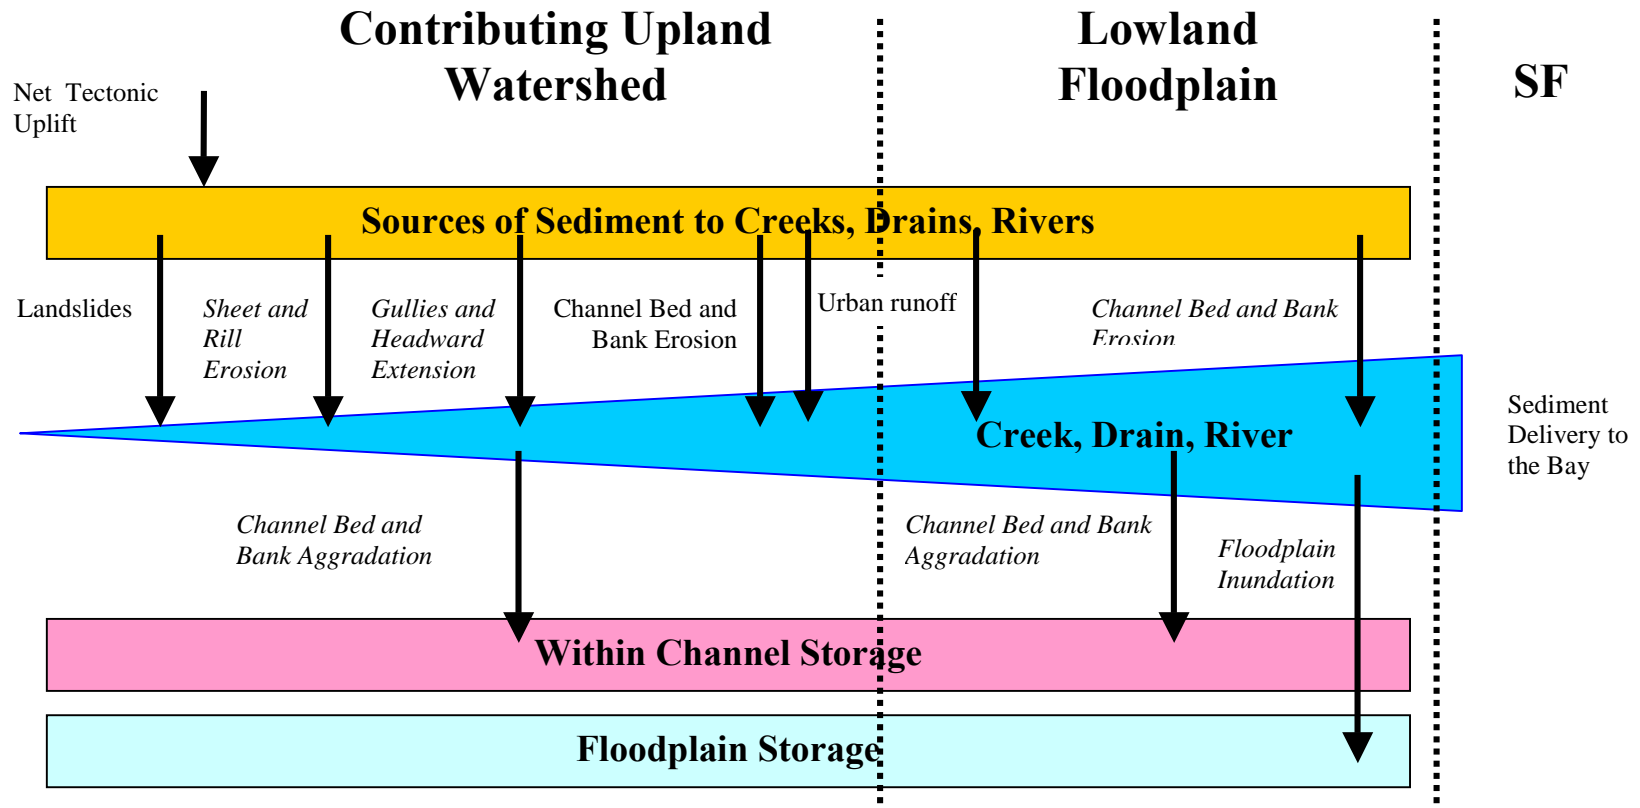 Contributing Upland
Watershed
Lowland
Floodplain
SF
Net Tectonic
Uplift
Sources of Sediment to Creeks, Drains, Rivers
Landslides
Sheet and
Rill
Erosion
Gullies and
Headward
Extension
Channel Bed and
Bank Erosion
Urban runoff
Channel Bed and Bank
Erosion
Creek, Drain, River
Sediment
Delivery to
the Bay
Channel Bed and
Bank Aggradation
Channel Bed and Bank
Aggradation
Floodplain
Inundation
Within Channel Storage
Floodplain Storage